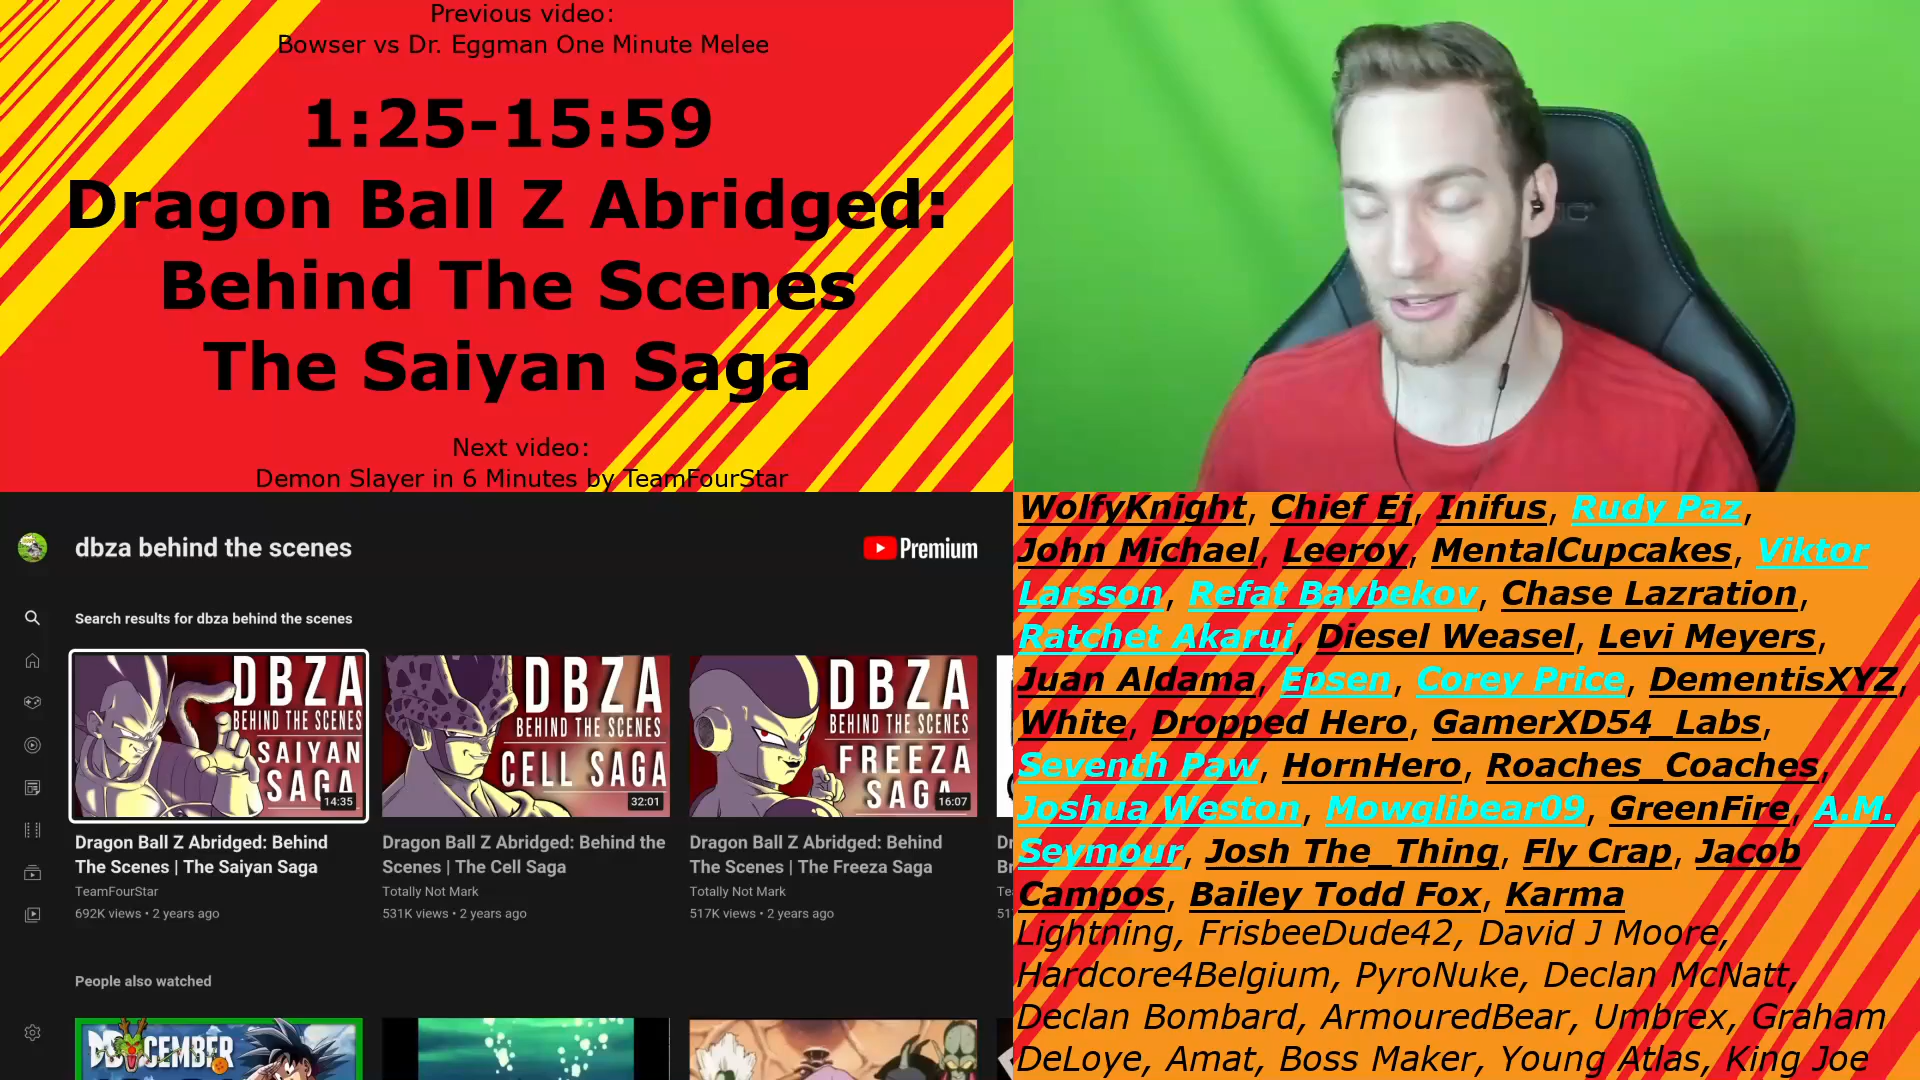 Previous video:
Bowser vs Dr. Eggman One Minute Melee
1:25-15:59
Dragon Ball Z Abridged:
Behind The Scenes
The Saiyan Saga
Next video:
Demon Slayer in 6 Minutes by TeamFourStar
dbza behind the scenes
Premium
Search results for dbza behind the scenes
DBZA
BEHIND THE SCENES
SAIYAN
SAGA
14:35
DBZA
BEHIND THE SCENES
CELL SAGA
32:01
DBZA
BEHIND THE SCENES
FREEZA
SAGA
16:07
Dragon Ball Z Abridged: Behind
The Scenes | The Saiyan Saga
TeamFourStar
692K views • 2 years ago
Dragon Ball Z Abridged: Behind the
Scenes | The Cell Saga
Totally Not Mark
531K views • 2 years ago
Dragon Ball Z Abridged: Behind
The Scenes | The Freeza Saga
Totally Not Mark
517K views • 2 years ago
People also watched
WolfyKnight, Chief Ej, Inifus, Rudy Paz,
John Michael, Leeroy, MentalCupcakes, Viktor
Larsson, Refat Bavbekov, Chase Lazration,
Ratchet Akarui, Diesel Weasel, Levi Meyers,
Juan Aldama, Epsen, Corey Price, DementisXYZ,
White, Dropped Hero, GamerXD54_Labs,
Seventh Paw, HornHero, Roaches_Coaches,
Joshua Weston, Mowglibear09, GreenFire, A.M.
Seymour, Josh The_Thing, Fly Crap, Jacob
Campos, Bailey Todd Fox, Karma
Lightning, FrisbeeDude42, David J Moore,
Hardcore4Belgium, PyroNuke, Declan McNatt,
Declan Bombard, ArmouredBear, Umbrex, Graham
DeLoye, Amat, Boss Maker, Young Atlas, King Joe